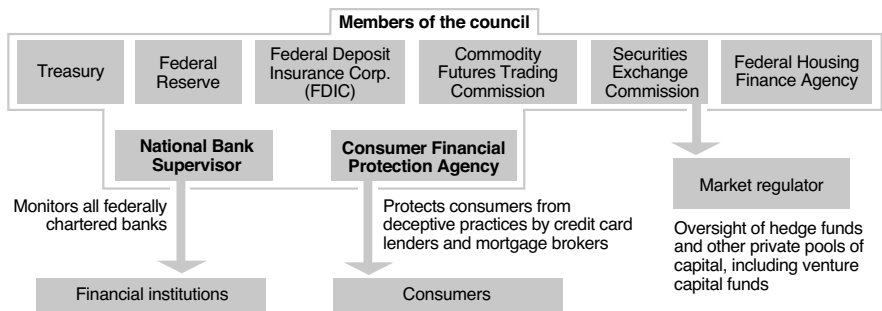 Members of the council
Treasury
Federal
Reserve
Federal Deposit
Insurance Corp.
(FDIC)
Commodity
Futures Trading
Commission
Securities
Exchange
Commission
Federal Housing
Finance Agency
National Bank
Supervisor
Consumer Financial
Protection Agency
Market regulator
Monitors all federally
chartered banks
Protects consumers from
deceptive practices by credit card
lenders and mortgage brokers
Oversight of hedge funds
and other private pools of
capital, including venture
capital funds
Financial institutions
Consumers